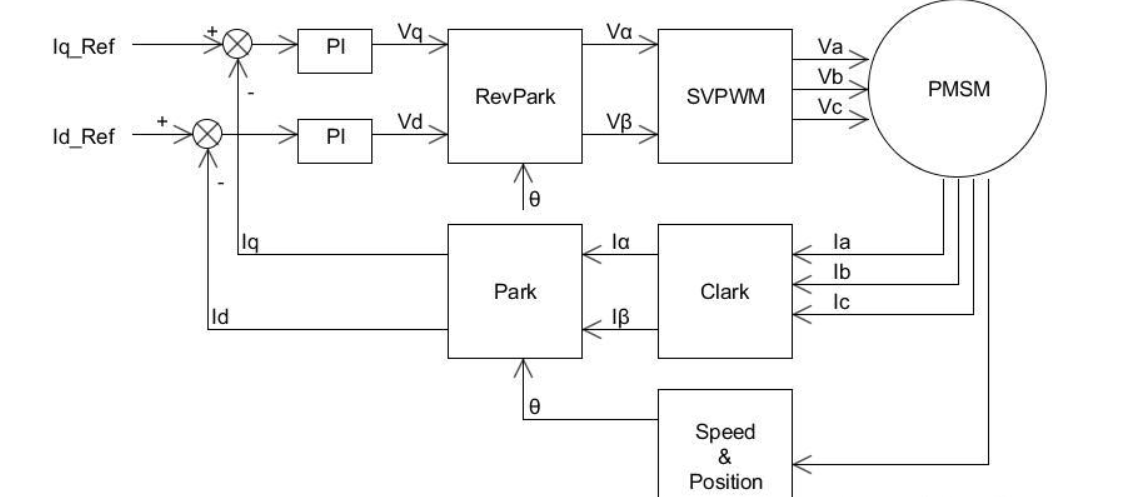 Iq_Ref + PI Vq Vα Va
- RevPark SVPWM Vb PMSM
Vc
Id_Ref + PI Vd Vβ
-
θ
Iq Iα Ia
Park Clark Ib
Ic
Id Iβ
θ
Speed
&
Position